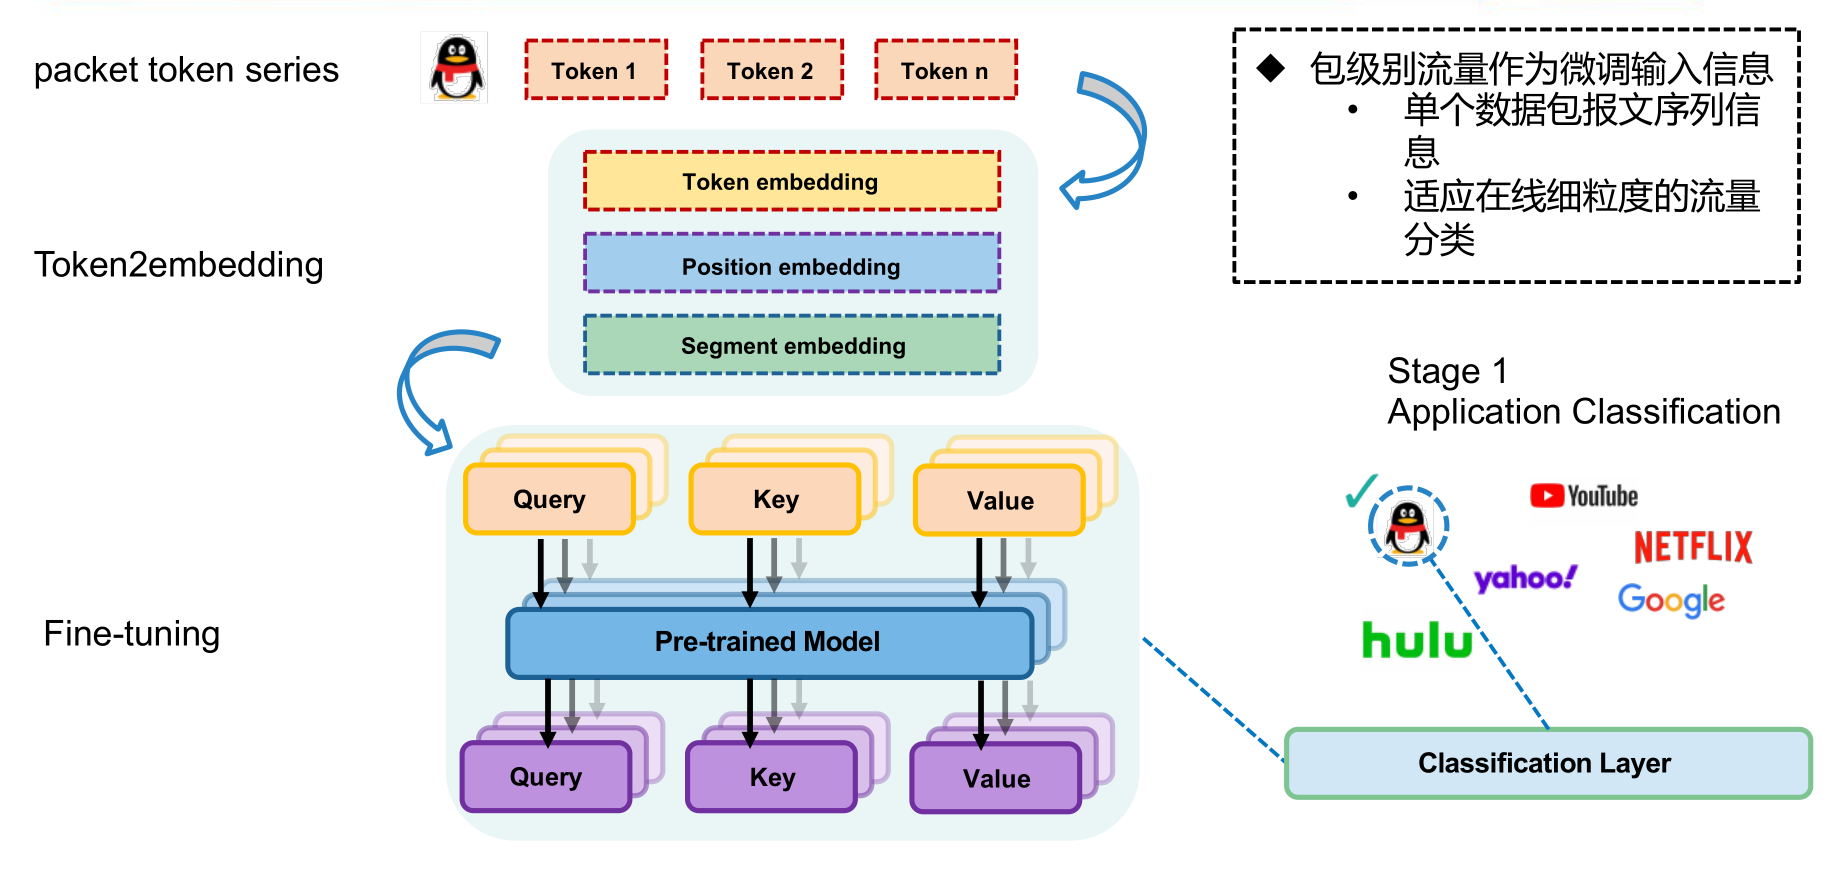 packet token series
Token 1
Token 2
Token n
Token2embedding
Token embedding
Position embedding
Segment embedding
Fine-tuning
Query
Key
Value
Pre-trained Model
Query
Key
Value
◆ 包级别流量作为微调输入信息
• 单个数据包报文序列信
息
• 适应在线细粒度的流量
分类
Stage 1
Application Classification
✓
YouTube
NETFLIX
yahoo!
Google
hulu
Classification Layer